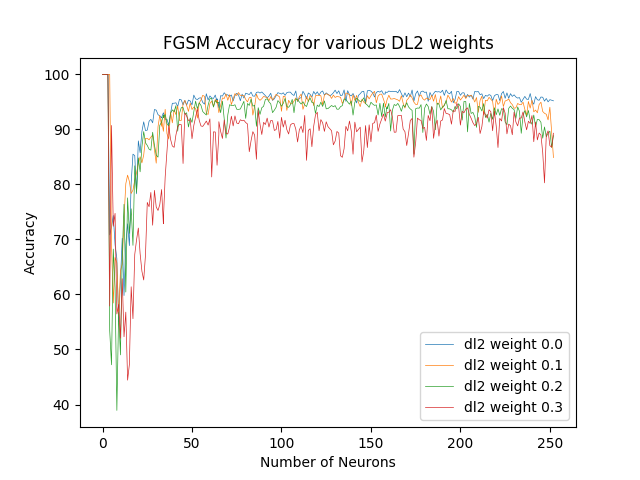 FGSM Accuracy for various DL2 weights
100
90
80
70
60
50
40
Accuracy
0
50
100
150
200
250
Number of Neurons
dl2 weight 0.0
dl2 weight 0.1
dl2 weight 0.2
dl2 weight 0.3